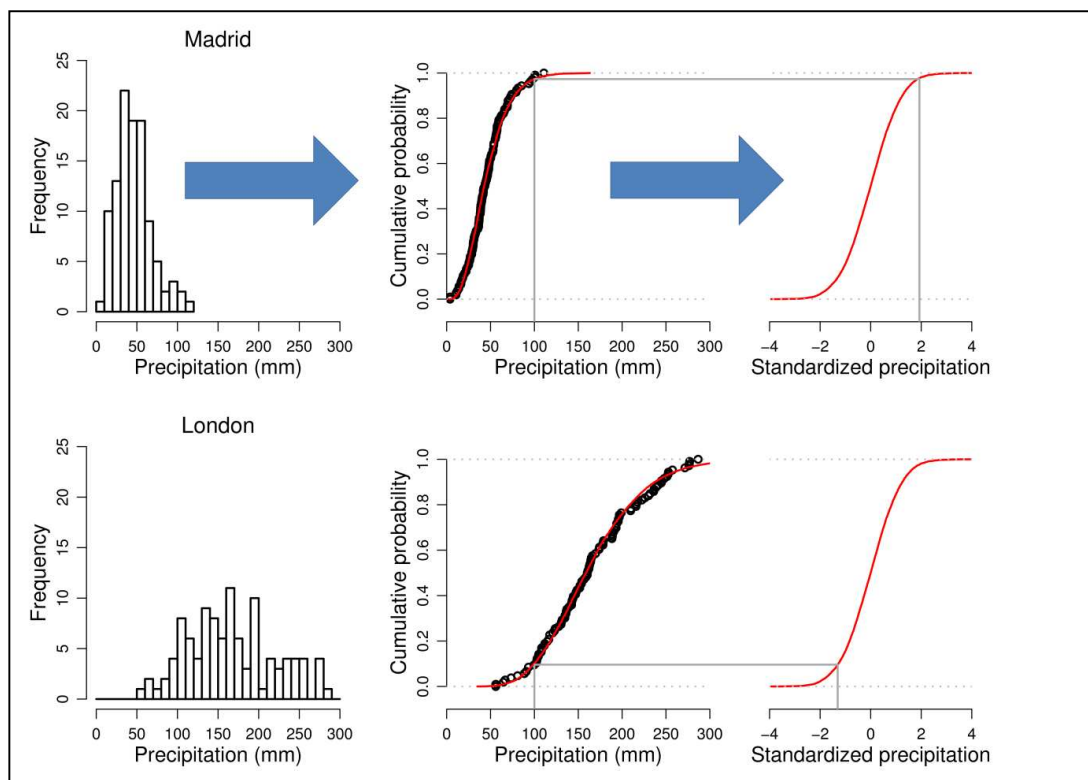 Madrid
Frequency
0 5 10 15 20 25
0 50 100 150 200 250 300
Precipitation (mm)
Cumulative probability
0.0 0.2 0.4 0.6 0.8 1.0
0 50 100 150 200 250 300
Precipitation (mm)
−4 −2 0 2 4
Standardized precipitation
London
Frequency
0 5 10 15 20 25
0 50 100 150 200 250 300
Precipitation (mm)
Cumulative probability
0.0 0.2 0.4 0.6 0.8 1.0
0 50 100 150 200 250 300
Precipitation (mm)
−4 −2 0 2 4
Standardized precipitation